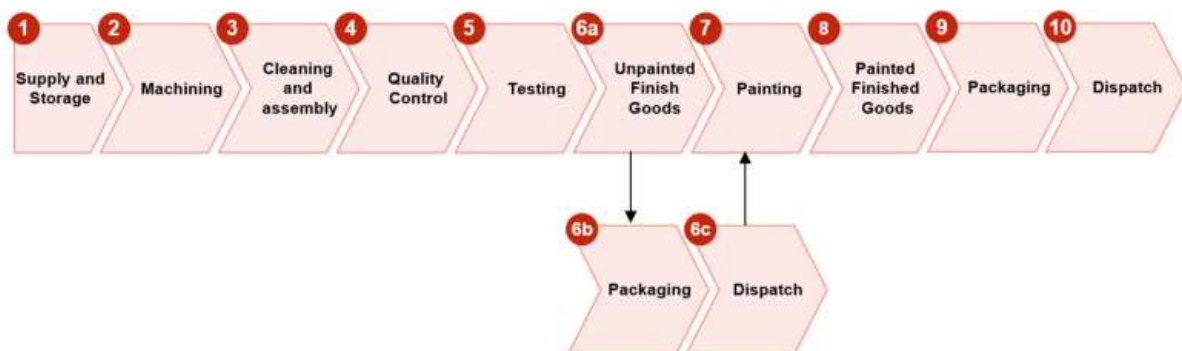 1
Supply and
Storage
2
Machining
3
Cleaning
and
assembly
4
Quality
Control
5
Testing
6a
Unpainted
Finish
Goods
7
Painting
8
Painted
Finished
Goods
9
Packaging
10
Dispatch
6b
Packaging
6c
Dispatch